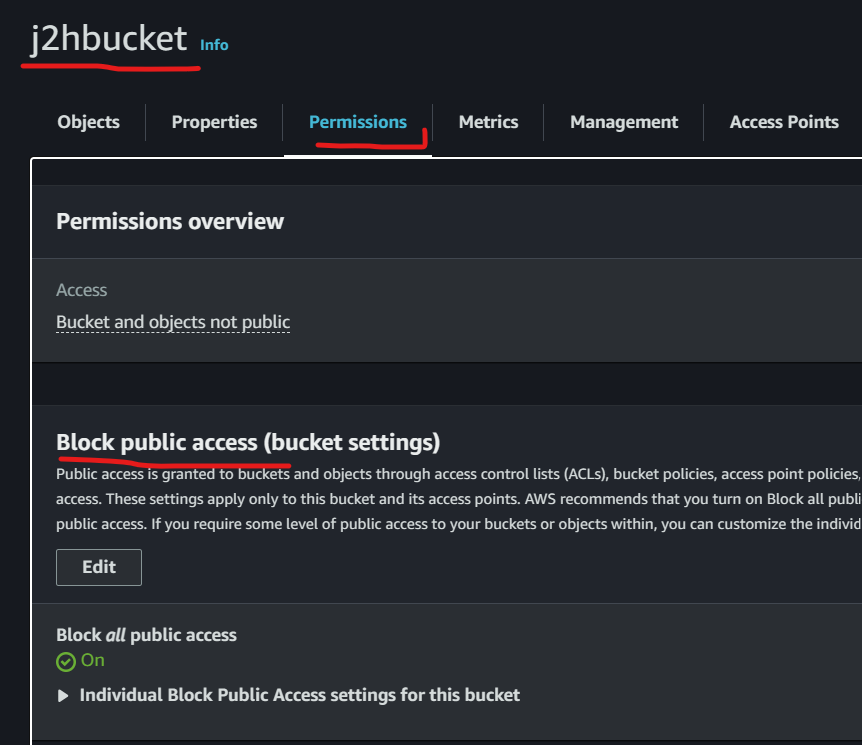 j2hbucket Info
Objects Properties Permissions Metrics Management Access Points
Permissions overview
Access
Bucket and objects not public
Block public access (bucket settings)
Public access is granted to buckets and objects through access control lists (ACLs), bucket policies, access point policies,
access. These settings apply only to this bucket and its access points. AWS recommends that you turn on Block all publi
public access. If you require some level of public access to your buckets or objects within, you can customize the individ
Edit
Block all public access
On
Individual Block Public Access settings for this bucket